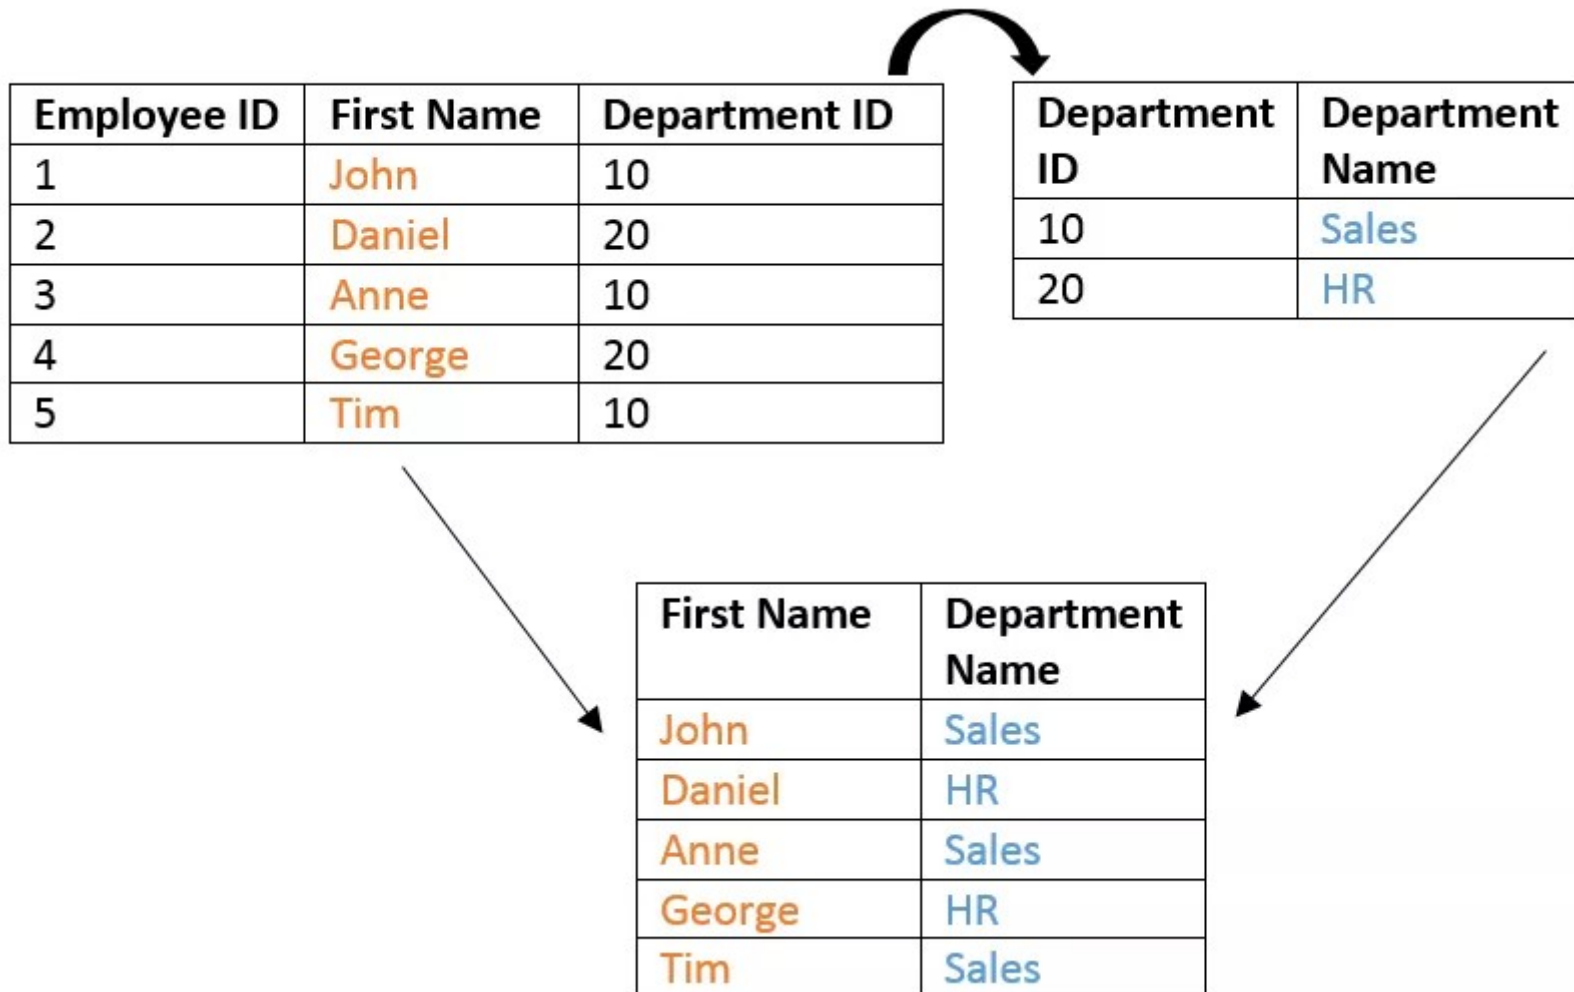 Employee ID First Name Department ID
1 John 10
2 Daniel 20
3 Anne 10
4 George 20
5 Tim 10
Department Department
ID Name
10 Sales
20 HR
First Name Department
Name
John Sales
Daniel HR
Anne Sales
George HR
Tim Sales